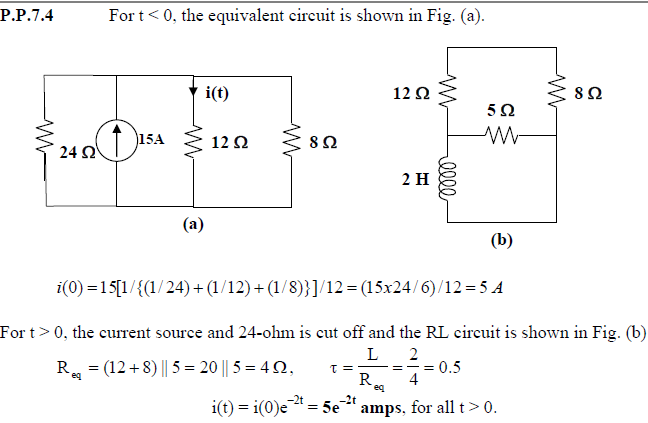 P.P.7.4 For t < 0, the equivalent circuit is shown in Fig. (a).
i(t)
12 Ω
8 Ω
5 Ω
15A
12 Ω
8 Ω
24 Ω
2 H
(a)
(b)
i(0) = 15[1/{(1/24) + (1/12) + (1/8)}]/12 = (15x24/6)/12 = 5 A
For t > 0, the current source and 24-ohm is cut off and the RL circuit is shown in Fig. (b)
R_eq = (12 + 8) || 5 = 20 || 5 = 4 Ω, τ = L/R_eq = 2/4 = 0.5
i(t) = i(0)e^{-2t} = 5e^{-2t} amps, for all t > 0.